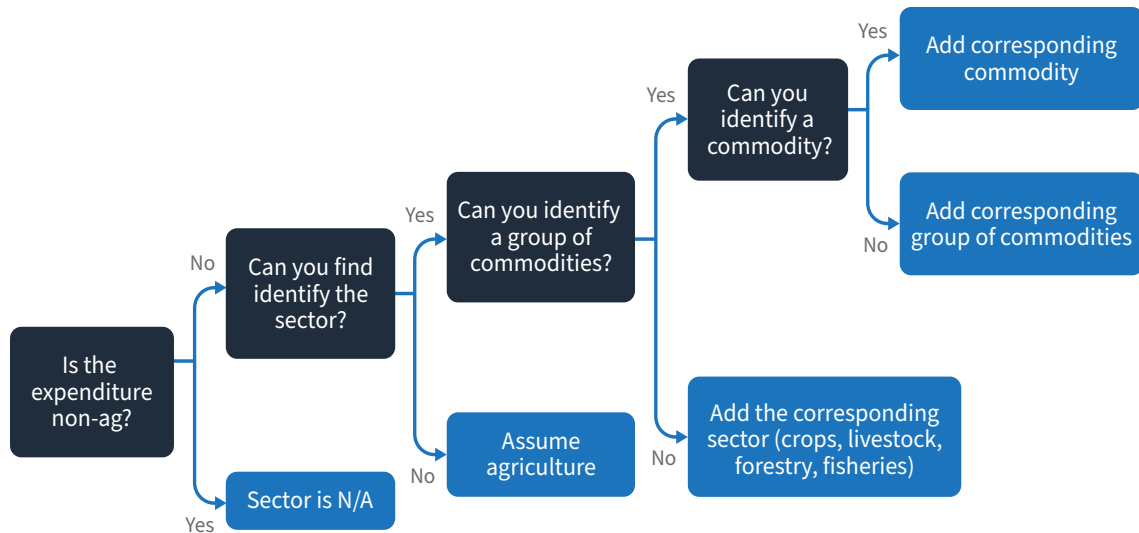 Is the
expenditure
non-ag?
No
Yes
Can you find
identify the
sector?
Sector is N/A
Yes
No
Can you identify
a group of
commodities?
Assume
agriculture
Yes
No
Can you
identify a
commodity?
Add the corresponding
sector (crops, livestock,
forestry, fisheries)
Yes
No
Add corresponding
commodity
Add corresponding
group of commodities